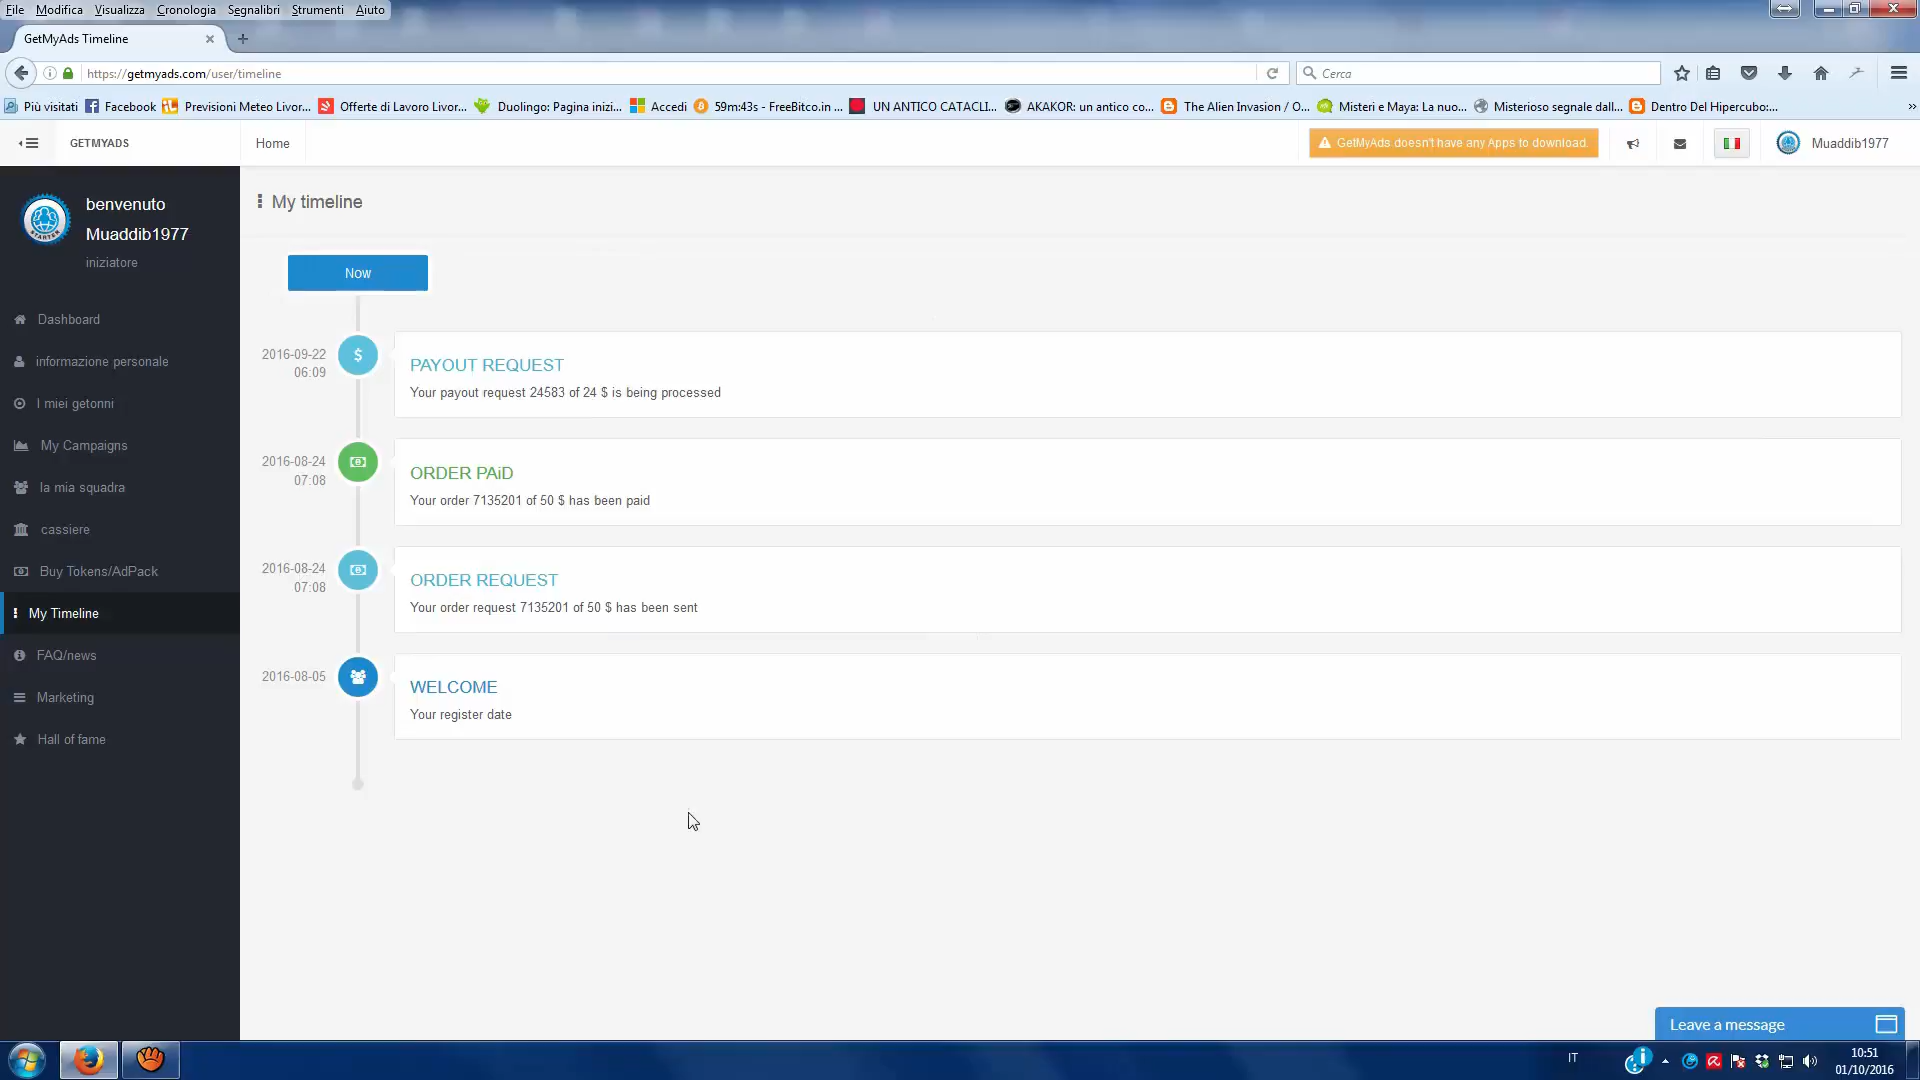 File Modifica Visualizza Cronologia Segnalibri Strumenti Aiuto
GetMyAds Timeline
https://getmyads.com/user/timeline
Cerca
Più visitati Facebook Previsioni Meteo Livor... Offerte di Lavoro Livor... Duolingo: Pagina inizi... Accedi 59m:43s - FreeBitco.in ... UN ANTICO CATACLI... AKAKOR: un antico co... The Alien Invasion / O... Misteri e Maya: La nuo... Misterioso segnale dall... Dentro Del Hipercubo:...
GETMYADS
Home
GetMyAds doesn't have any Apps to download.
Muaddib1977
benvenuto
Muaddib1977
iniziatore
Dashboard
informazione personale
I miei getonni
My Campaigns
la mia squadra
cassiere
Buy Tokens/AdPack
My Timeline
FAQ/news
Marketing
Hall of fame
My timeline
Now
2016-09-22
06:09
PAYOUT REQUEST
Your payout request 24583 of 24 $ is being processed
2016-08-24
07:08
ORDER PAiD
Your order 7135201 of 50 $ has been paid
2016-08-24
07:08
ORDER REQUEST
Your order request 7135201 of 50 $ has been sent
2016-08-05
WELCOME
Your register date
Leave a message
IT
10:51
01/10/2016